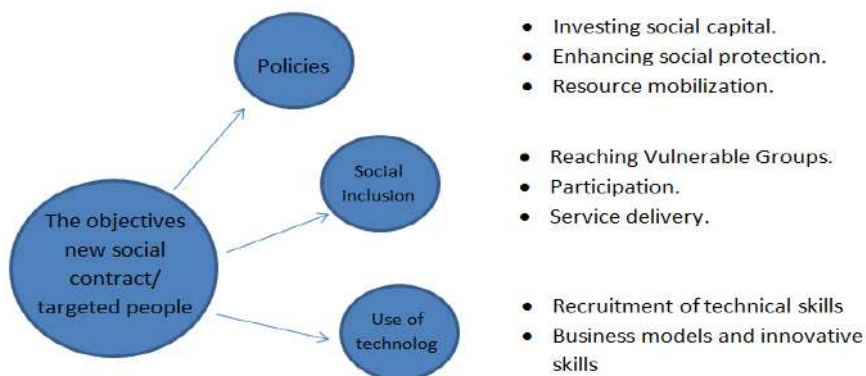 Policies
• Investing social capital.
• Enhancing social protection.
• Resource mobilization.
Social
inclusion
• Reaching Vulnerable Groups.
• Participation.
• Service delivery.
The objectives
new social
contract/
targeted people
Use of
technolog
• Recruitment of technical skills
• Business models and innovative
skills